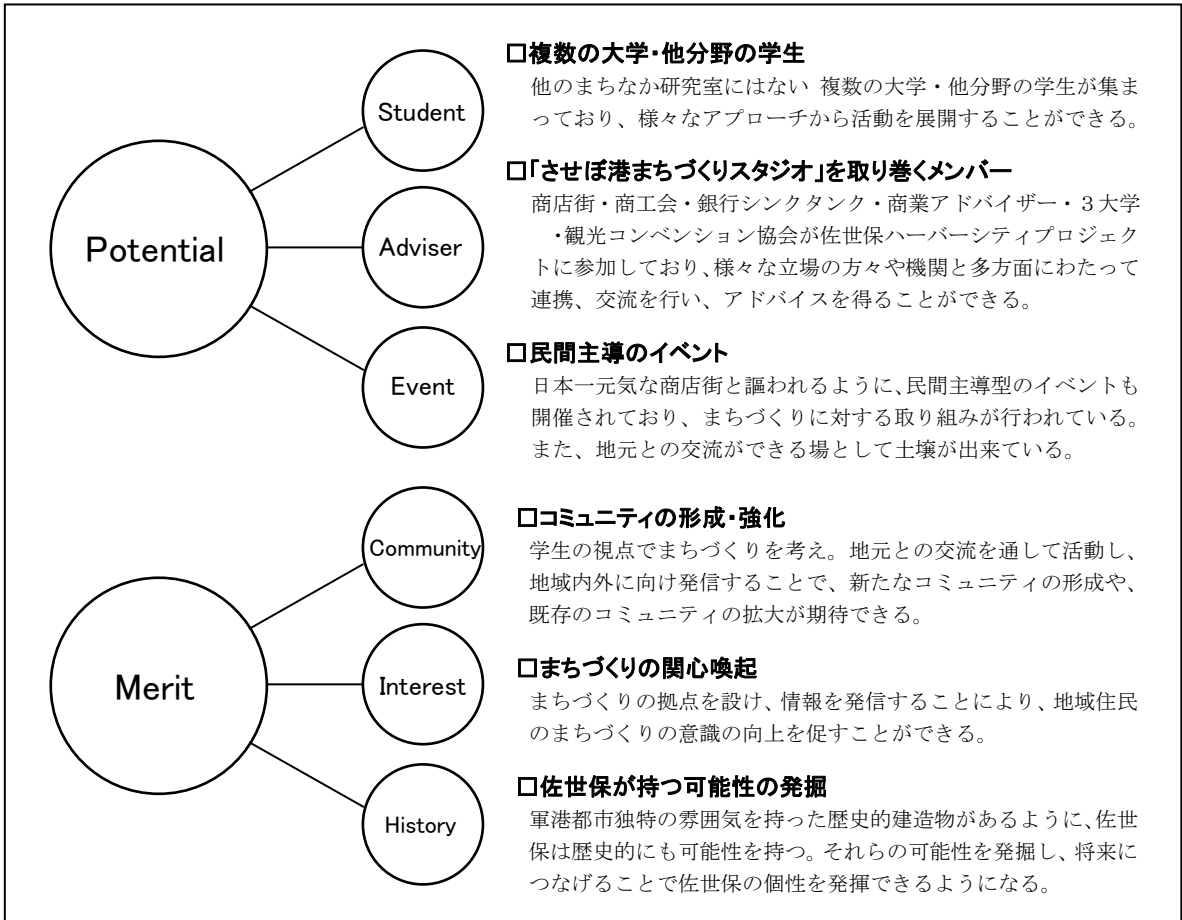 Potential
Student
□複数の大学・他分野の学生
他のまちなか研究室にはない 複数の大学・他分野の学生が集ま
っており、様々なアプローチから活動を展開することができる。
Adviser
□「させぼ港まちづくりスタジオ」を取り巻くメンバー
商店街・商工会・銀行シンクタンク・商業アドバイザー・３大学
・観光コンベンション協会が佐世保ハーバーシティプロジェク
トに参加しており、様々な立場の方々や機関と多方面にわたって
連携、交流を行い、アドバイスを得ることができる。
Event
□民間主導のイベント
日本一元気な商店街と謳われるように、民間主導型のイベントも
開催されており、まちづくりに対する取り組みが行われている。
また、地元との交流ができる場として土壌が出来ている。
Merit
Community
□コミュニティの形成・強化
学生の視点でまちづくりを考え。地元との交流を通して活動し、
地域内外に向け発信することで、新たなコミュニティの形成や、
既存のコミュニティの拡大が期待できる。
Interest
□まちづくりの関心喚起
まちづくりの拠点を設け、情報を発信することにより、地域住民
のまちづくりの意識の向上を促すことができる。
History
□佐世保が持つ可能性の発掘
軍港都市独特の雰囲気を持った歴史的建造物があるように、佐世
保は歴史的にも可能性を持つ。それらの可能性を発掘し、将来に
つなげることで佐世保の個性を発揮できるようになる。